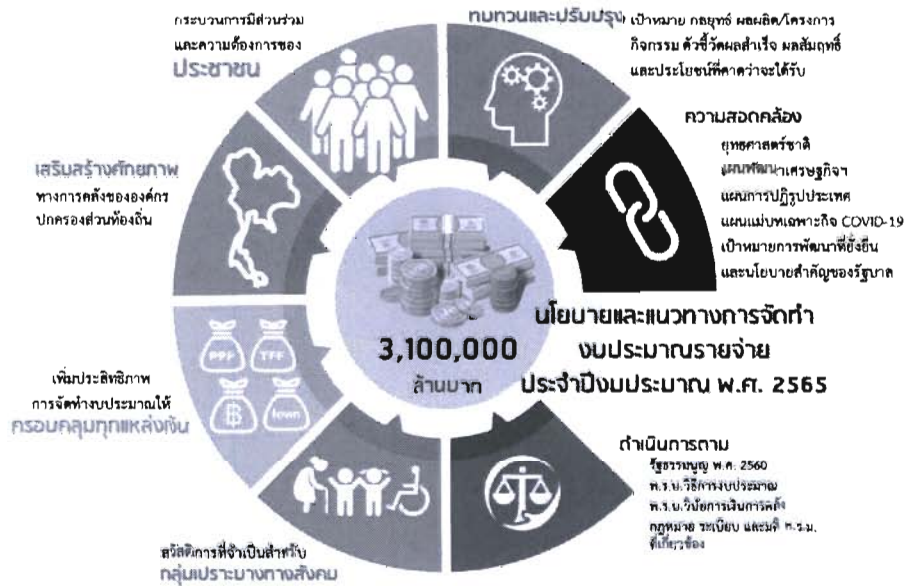 กระบวนการมีส่วนร่วม
และความต้องการของ
ประชาชน
ทบทวนและปรับปรุง
เป้าหมาย กลยุทธ์ ผลผลิต/โครงการ
กิจกรรม ตัวชี้วัดผลสำเร็จ ผลสัมฤทธิ์
และประโยชน์ที่คาดว่าจะได้รับ
ความสอดคล้อง
ยุทธศาสตร์ชาติ
แผนพัฒนาเศรษฐกิจฯ
แผนการปฏิรูปประเทศ
แผนแม่บทเฉพาะกิจ COVID-19
เป้าหมายการพัฒนาที่ยั่งยืน
และนโยบายสำคัญของรัฐบาล
เสริมสร้างศักยภาพ
ทางการคลังขององค์กร
ปกครองส่วนท้องถิ่น
3,100,000
ล้านบาท
นโยบายและแนวทางการจัดทำ
งบประมาณรายจ่าย
ประจำปีงบประมาณ พ.ศ. 2565
PPP
TFF
฿
เพิ่มประสิทธิภาพ
การจัดทำงบประมาณให้
ครอบคลุมทุกแหล่งเงิน
ดำเนินการตาม
รัฐธรรมนูญ พ.ศ. 2560
พ.ร.บ.วิธีการงบประมาณ
พ.ร.บ.วินัยการเงินการคลัง
กฎหมาย ระเบียบ และมติ ค.ร.ม.
ที่เกี่ยวข้อง
สวัสดิการที่จำเป็นสำหรับ
กลุ่มเปราะบางทางสังคม